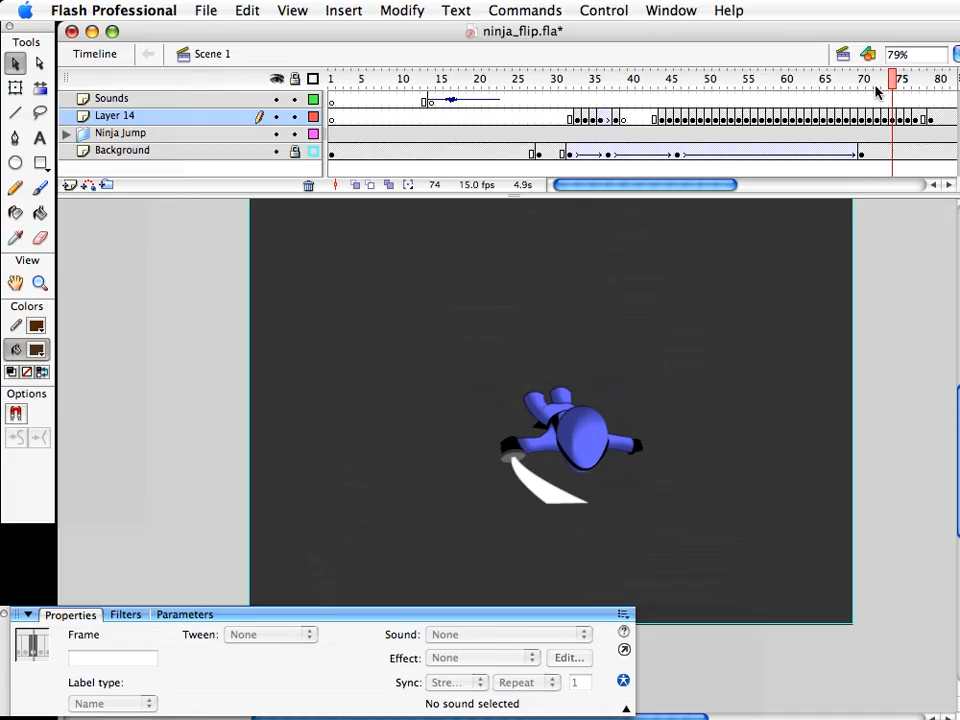 Flash Professional File Edit View Insert Modify Text Commands Control Window Help
ninja_flip.fla*
Tools
Timeline
Scene 1
79%
1 5 10 15 20 25 30 35 40 45 50 55 60 65 70 75 80
Sounds
Layer 14
Ninja Jump
Background
74 15.0 fps 4.9s
View
Colors
Options
Properties Filters Parameters
Frame Tween: None Sound: None
Effect: None Edit...
Label type: Sync: Stre... Repeat 1
Name No sound selected